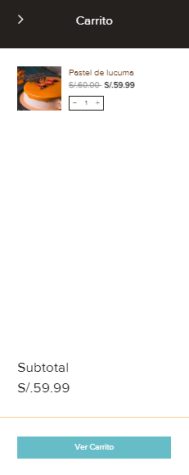 Carrito
Pastel de lucuma
S/.60.00 S/.59.99
− 1 +
Subtotal
S/.59.99
Ver Carrito